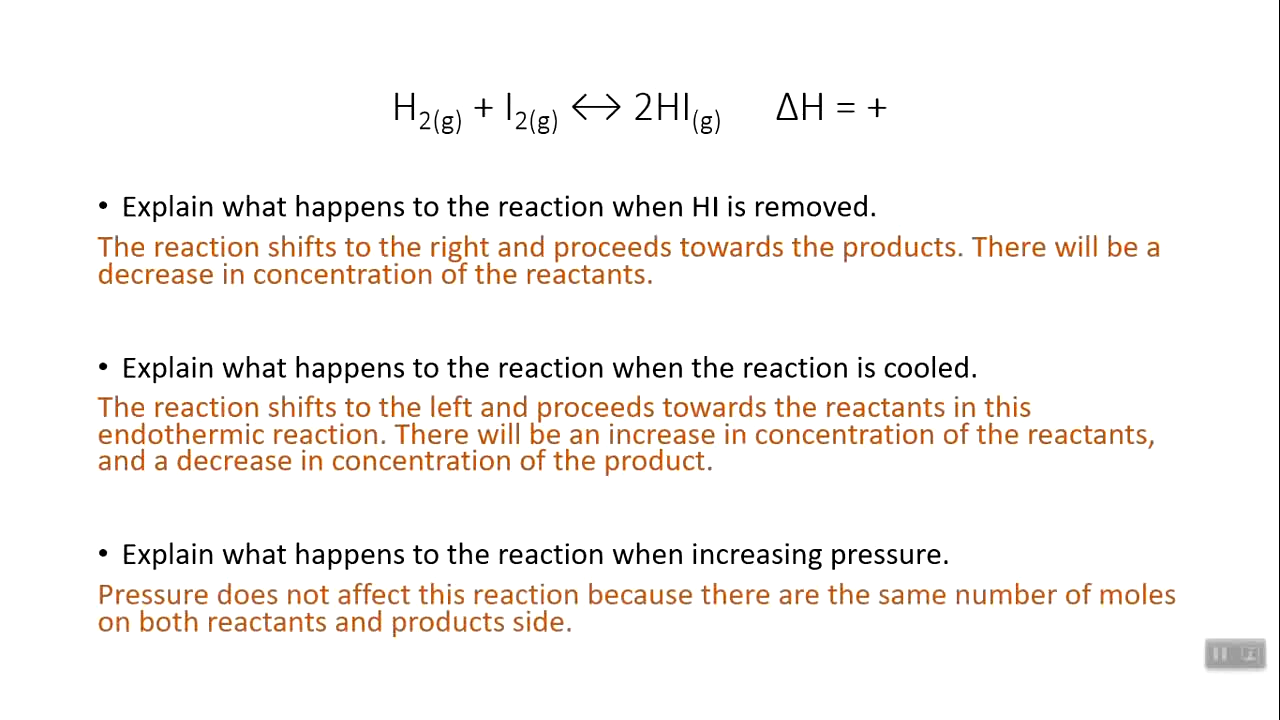 H₂₍g₎ + I₂₍g₎ ↔ 2HI₍g₎ ΔH = +
• Explain what happens to the reaction when HI is removed.
The reaction shifts to the right and proceeds towards the products. There will be a
decrease in concentration of the reactants.
• Explain what happens to the reaction when the reaction is cooled.
The reaction shifts to the left and proceeds towards the reactants in this
endothermic reaction. There will be an increase in concentration of the reactants,
and a decrease in concentration of the product.
• Explain what happens to the reaction when increasing pressure.
Pressure does not affect this reaction because there are the same number of moles
on both reactants and products side.